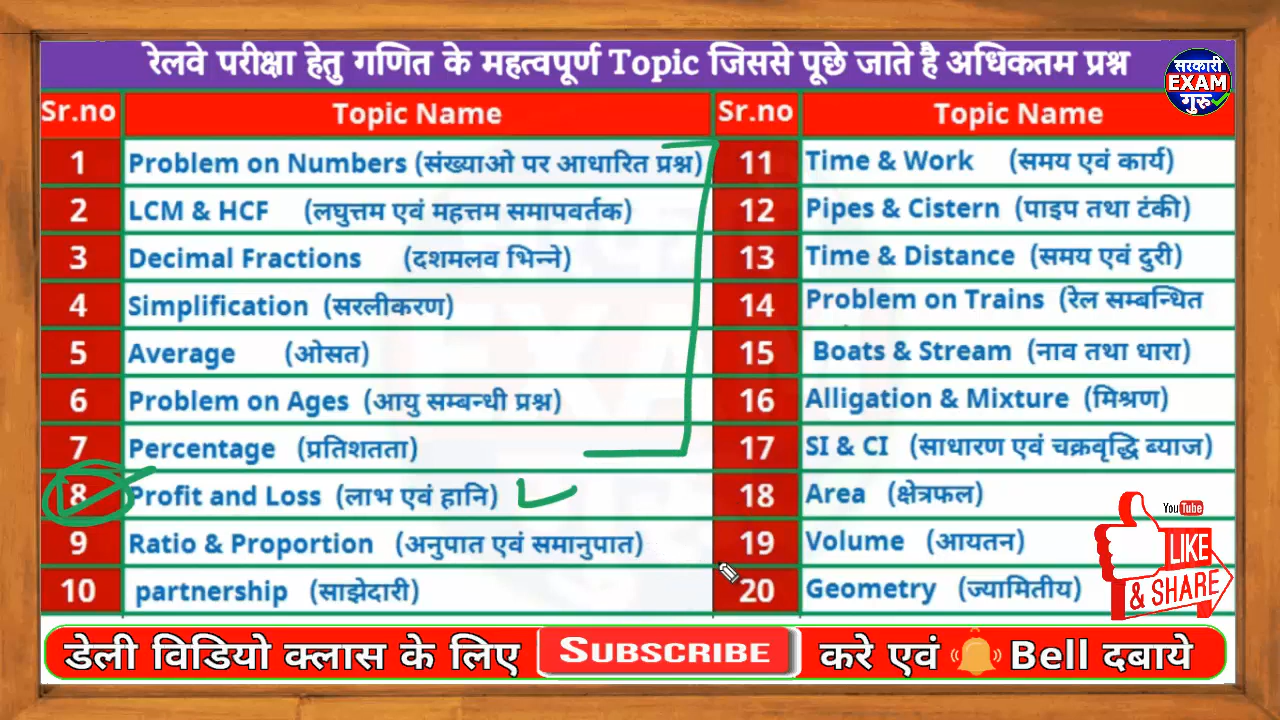 रेलवे परीक्षा हेतु गणित के महत्वपूर्ण Topic जिससे पूछे जाते है अधिकतम प्रश्न
सरकारी
EXAM
गुरु
Sr.no Topic Name Sr.no Topic Name
1 Problem on Numbers (संख्याओ पर आधारित प्रश्न) 11 Time & Work (समय एवं कार्य)
2 LCM & HCF (लघुत्तम एवं महत्तम समापवर्तक) 12 Pipes & Cistern (पाइप तथा टंकी)
3 Decimal Fractions (दशमलव भिन्ने) 13 Time & Distance (समय एवं दुरी)
4 Simplification (सरलीकरण) 14 Problem on Trains (रेल सम्बन्धित
5 Average (ओसत) 15 Boats & Stream (नाव तथा धारा)
6 Problem on Ages (आयु सम्बन्धी प्रश्न) 16 Alligation & Mixture (मिश्रण)
7 Percentage (प्रतिशतता) 17 SI & CI (साधारण एवं चक्रवृद्धि ब्याज)
8 Profit and Loss (लाभ एवं हानि) 18 Area (क्षेत्रफल)
9 Ratio & Proportion (अनुपात एवं समानुपात) 19 Volume (आयतन)
10 partnership (साझेदारी) 20 Geometry (ज्यामितीय)
YouTube
LIKE
& SHARE
डेली विडियो क्लास के लिए SUBSCRIBE करे एवं Bell दबाये